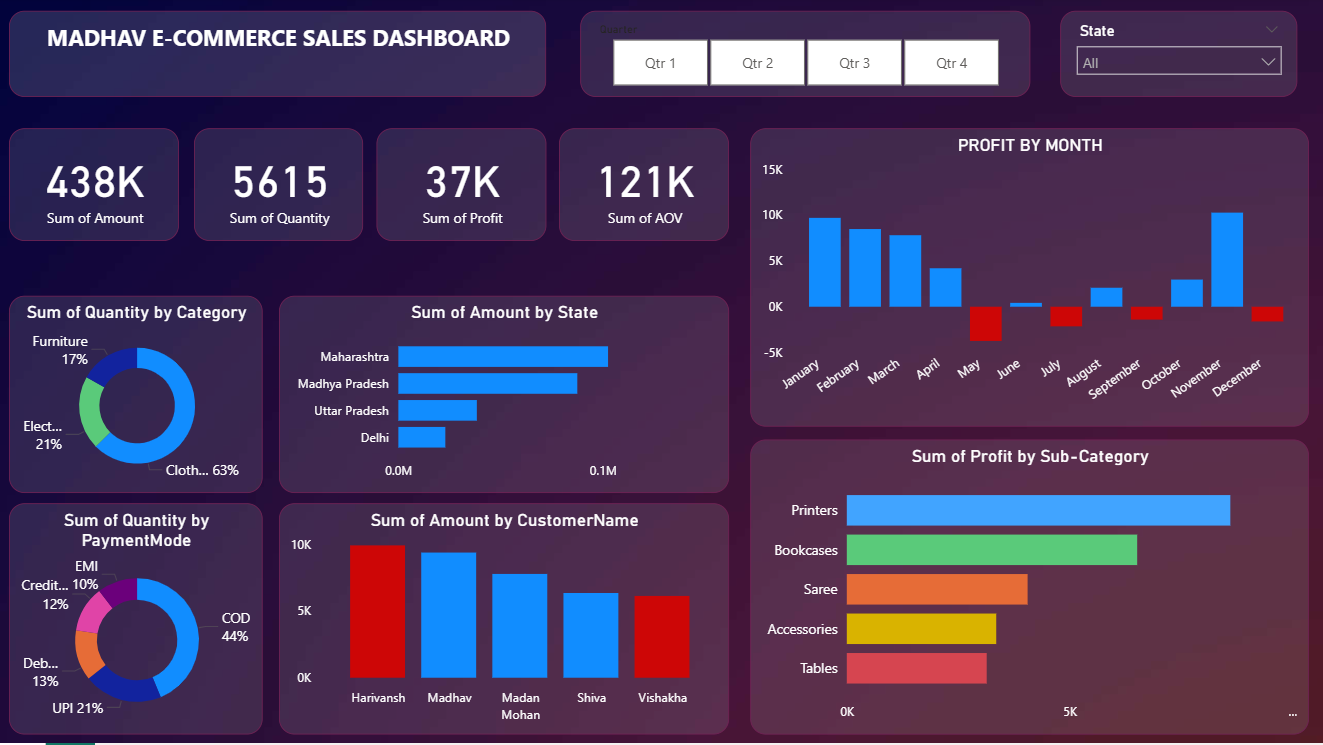 MADHAV E-COMMERCE SALES DASHBOARD
Quarter
Qtr 1
Qtr 2
Qtr 3
Qtr 4
State
All
438K
Sum of Amount
5615
Sum of Quantity
37K
Sum of Profit
121K
Sum of AOV
PROFIT BY MONTH
15K
10K
5K
0K
-5K
January
February
March
April
May
June
July
August
September
October
November
December
Sum of Quantity by Category
Furniture
17%
Elect...
21%
Cloth... 63%
Sum of Amount by State
Maharashtra
Madhya Pradesh
Uttar Pradesh
Delhi
0.0M
0.1M
Sum of Profit by Sub-Category
Printers
Bookcases
Saree
Accessories
Tables
0K
5K
...
Sum of Quantity by
PaymentMode
EMI
10%
Credit...
12%
COD
44%
Deb...
13%
UPI 21%
Sum of Amount by CustomerName
10K
5K
0K
Harivansh
Madhav
Madan
Mohan
Shiva
Vishakha